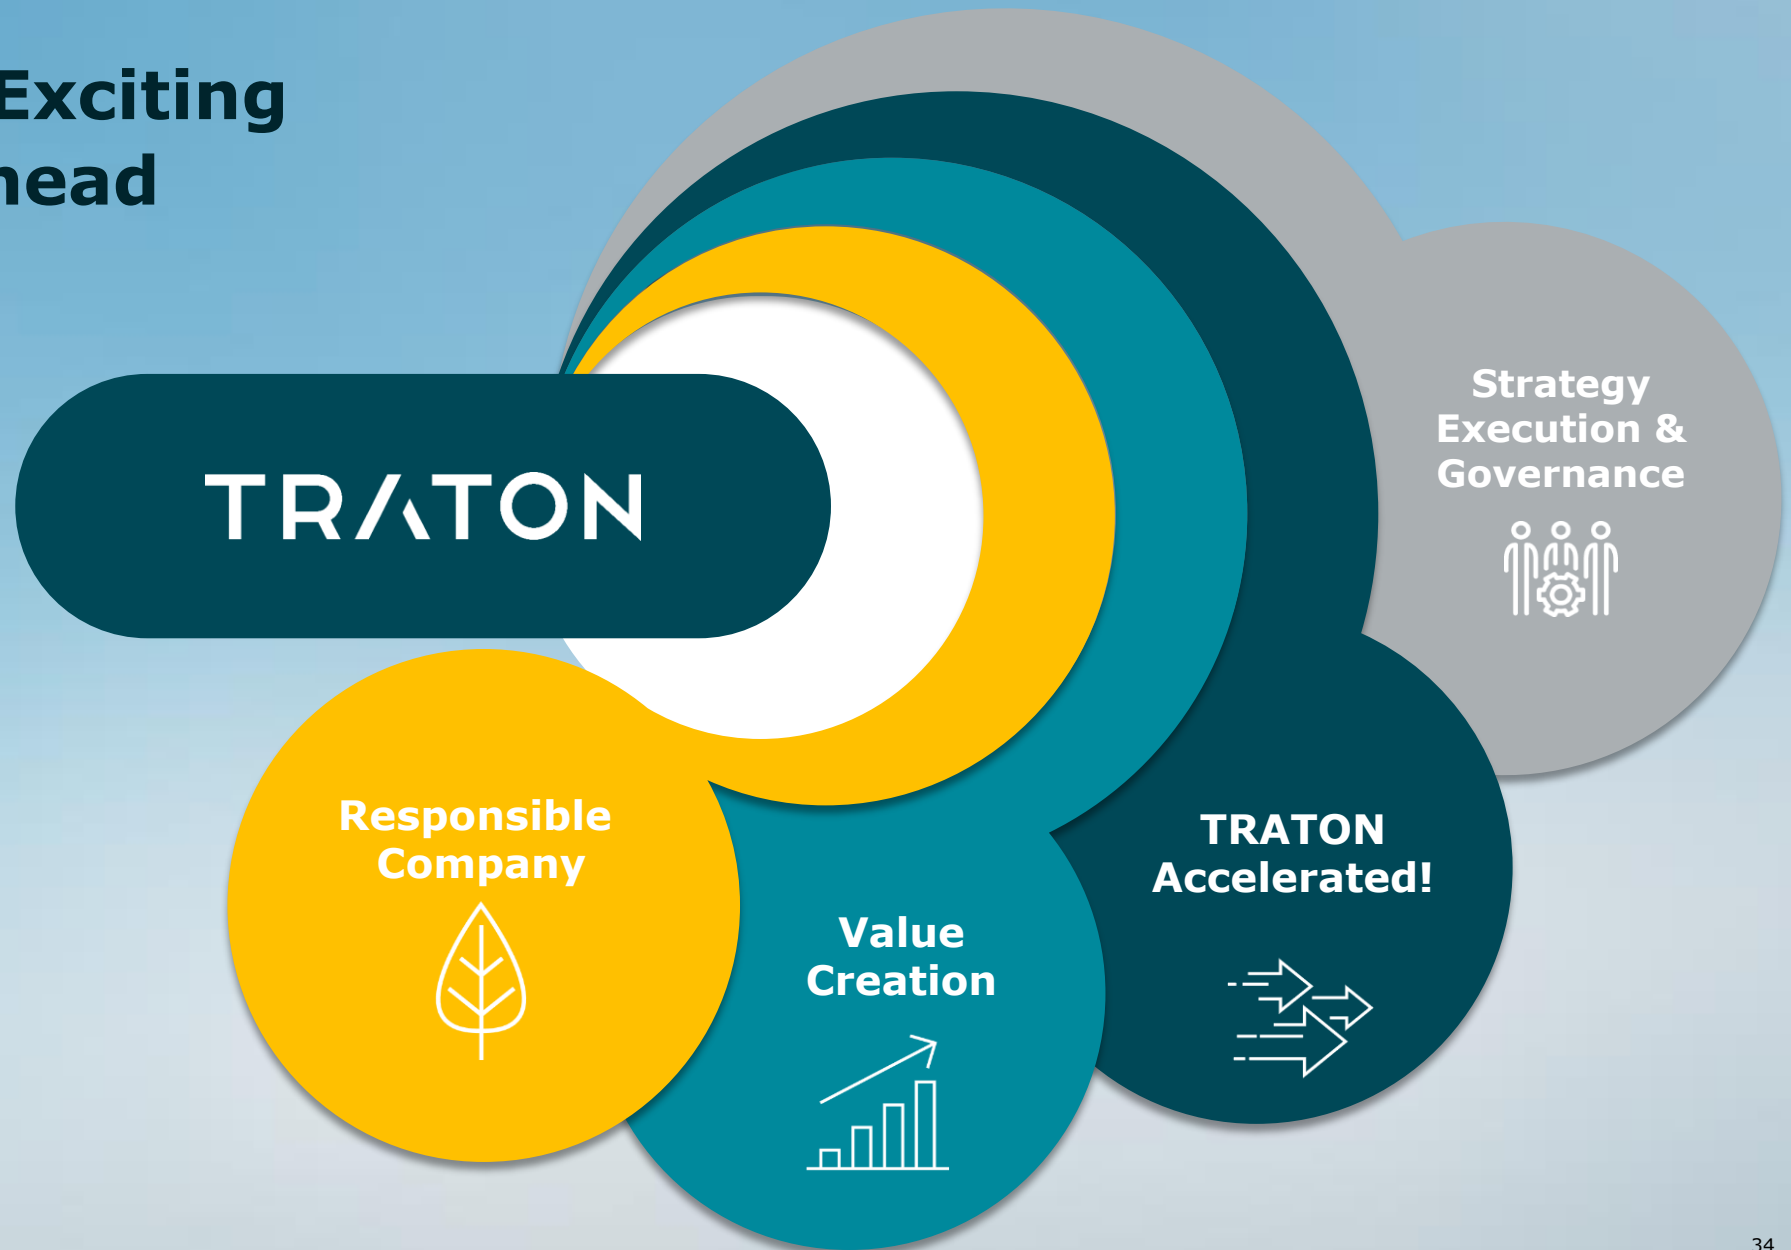 Exciting
head
TRATON
Strategy
Execution &
Governance
Responsible
Company
TRATON
Accelerated!
Value
Creation
34